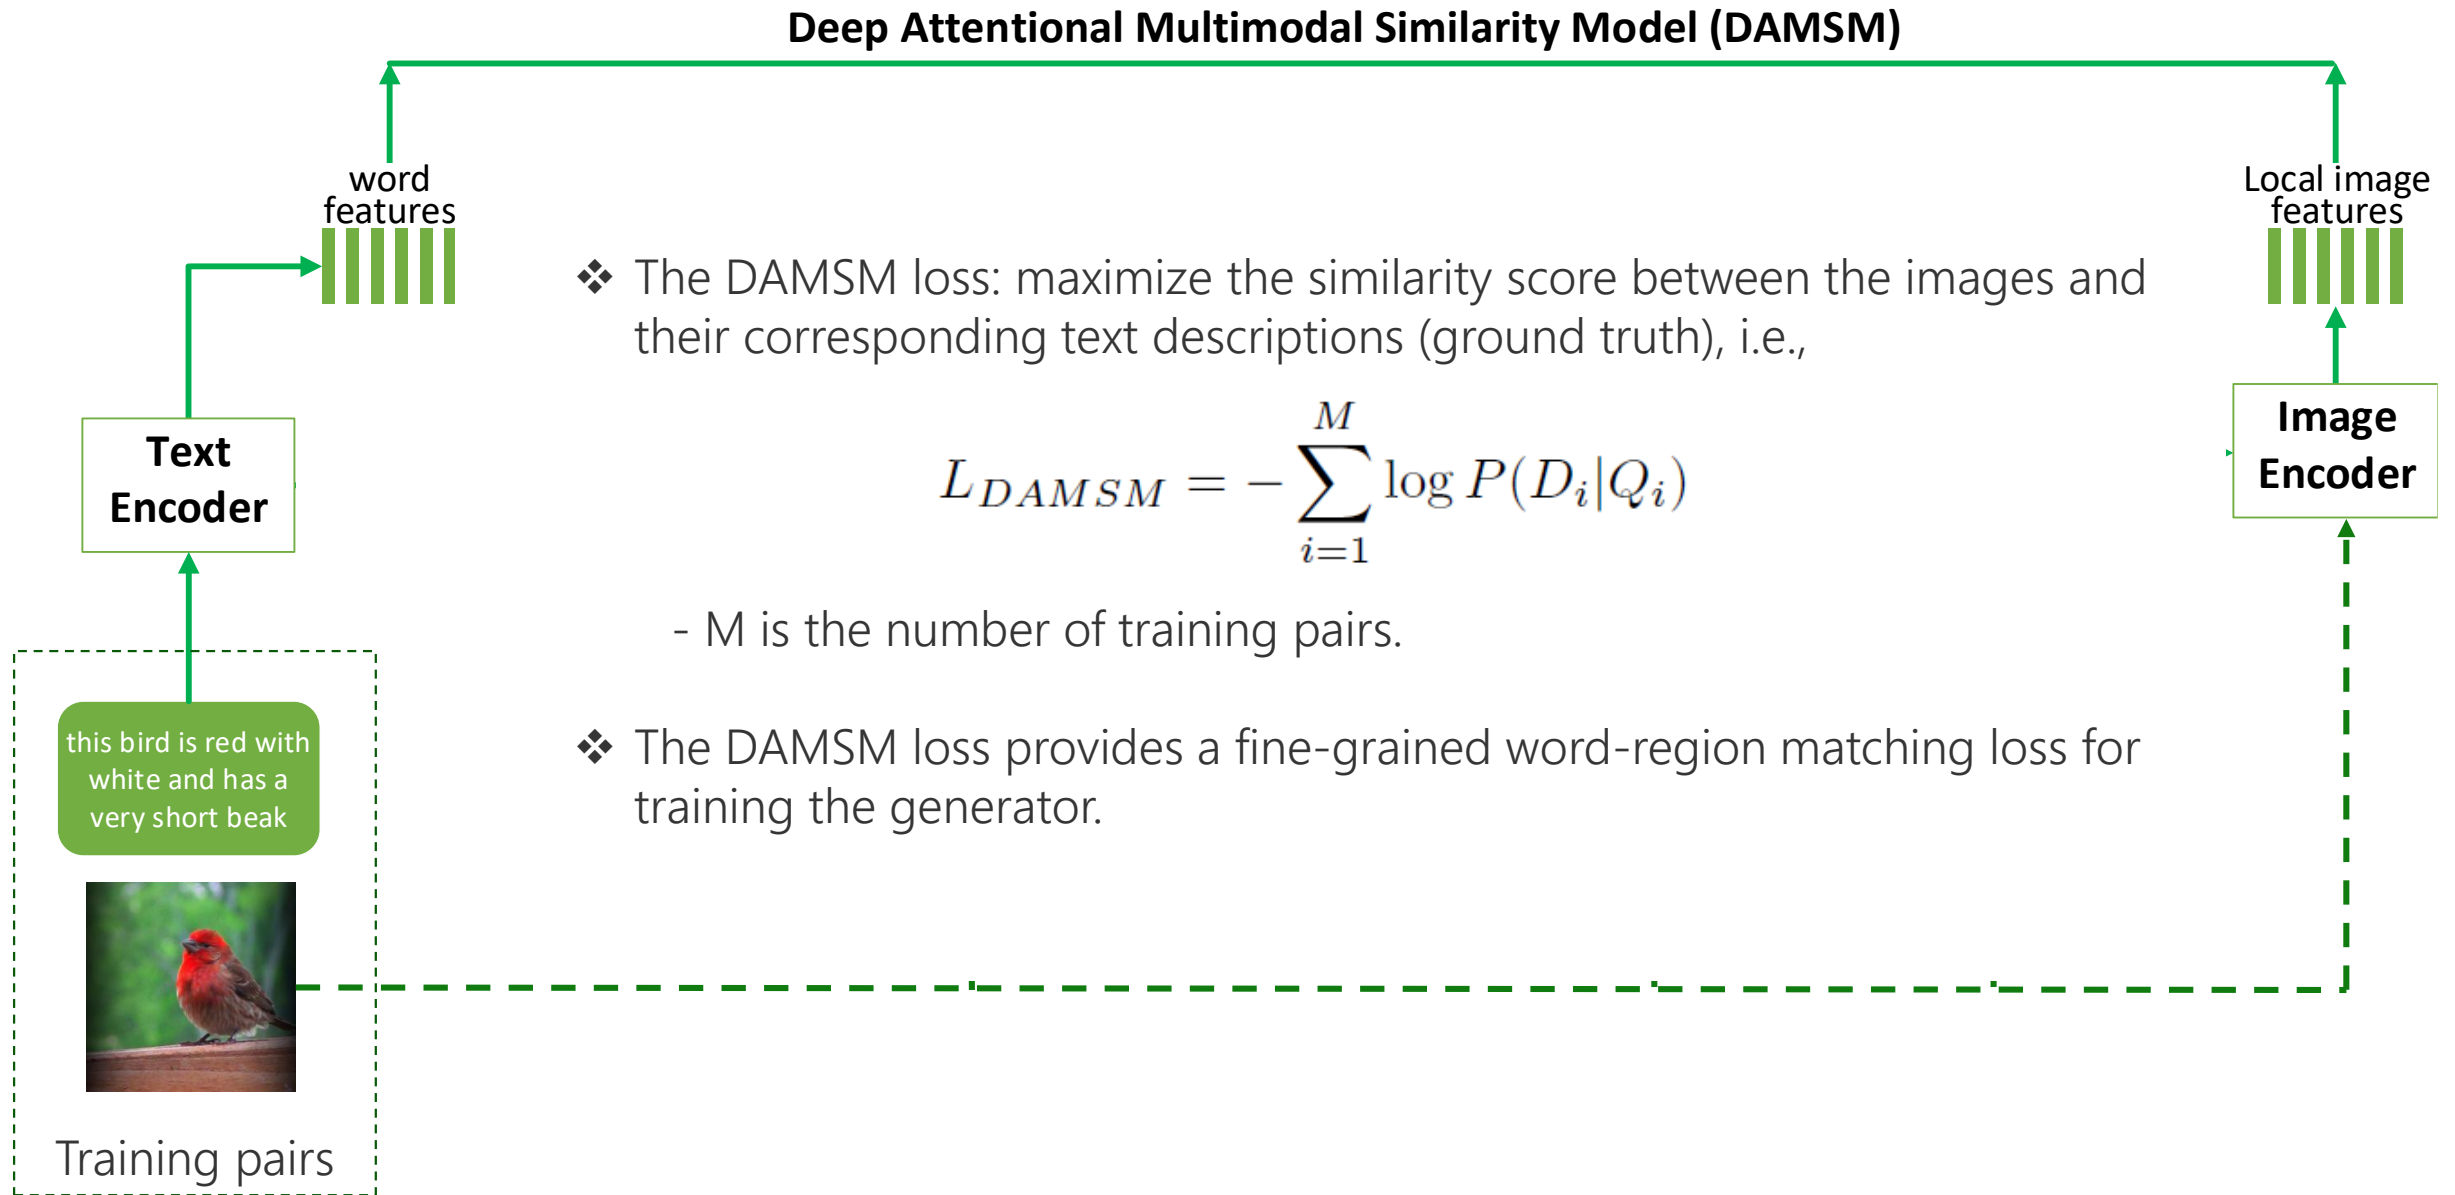 Deep Attentional Multimodal Similarity Model (DAMSM)
word
features
Local image
features
❖ The DAMSM loss: maximize the similarity score between the images and
their corresponding text descriptions (ground truth), i.e.,
Text
Encoder
Image
Encoder
L_{DAMSM} = -\sum_{i=1}^{M} \log P(D_i|Q_i)
- M is the number of training pairs.
this bird is red with
white and has a
very short beak
❖ The DAMSM loss provides a fine-grained word-region matching loss for
training the generator.
Training pairs